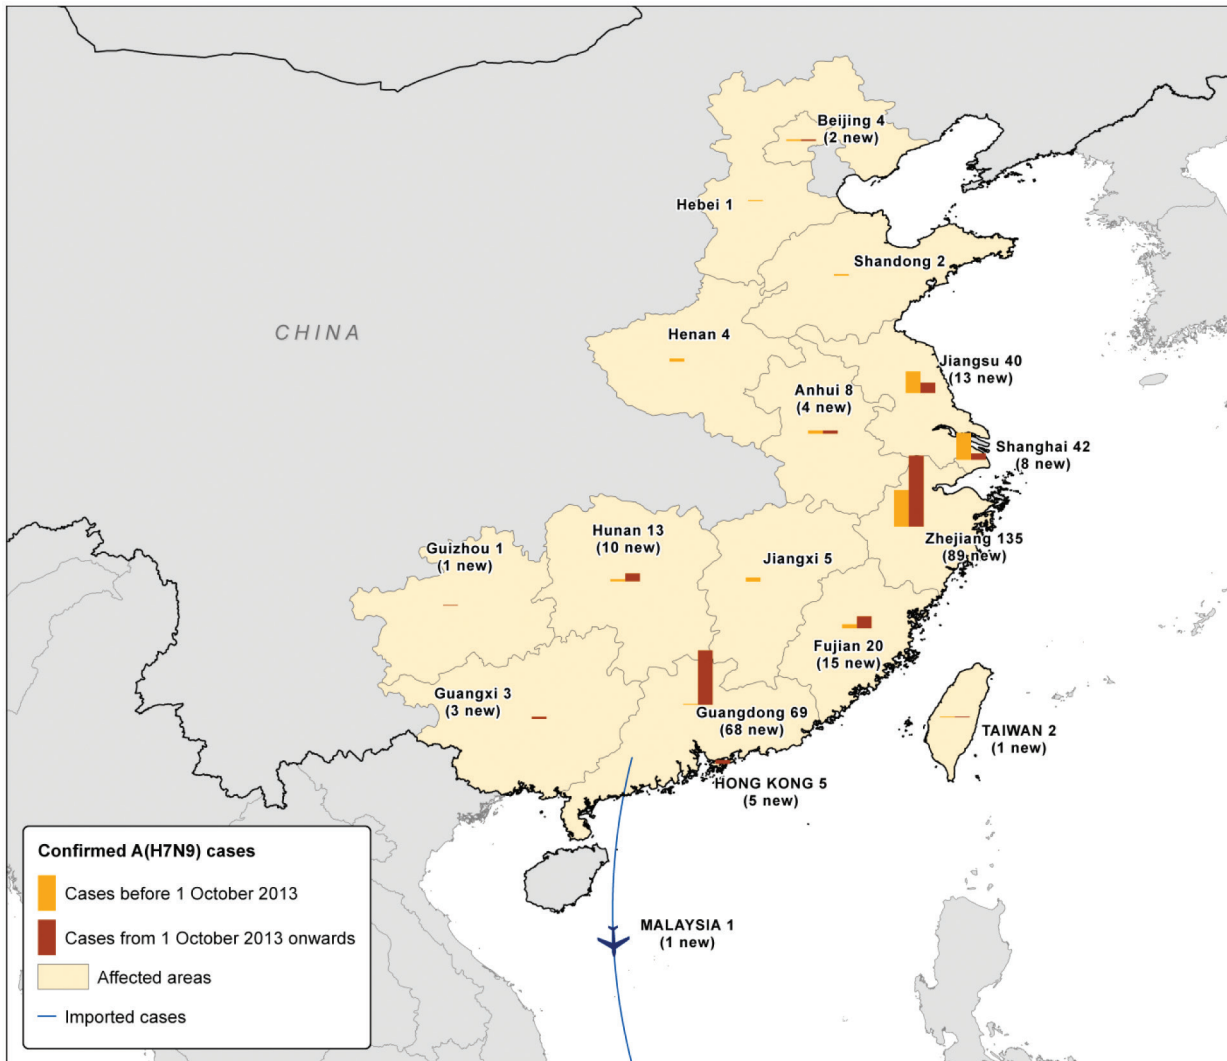 Beijing 4
(2 new)
Hebei 1
Shandong 2
CHINA
Henan 4
Jiangsu 40
(13 new)
Anhui 8
(4 new)
Shanghai 42
(8 new)
Zhejiang 135
(89 new)
Hunan 13
(10 new)
Guizhou 1
(1 new)
Jiangxi 5
Fujian 20
(15 new)
Guangxi 3
(3 new)
Guangdong 69
(68 new)
TAIWAN 2
(1 new)
HONG KONG 5
(5 new)
MALAYSIA 1
(1 new)
Confirmed A(H7N9) cases
Cases before 1 October 2013
Cases from 1 October 2013 onwards
Affected areas
Imported cases